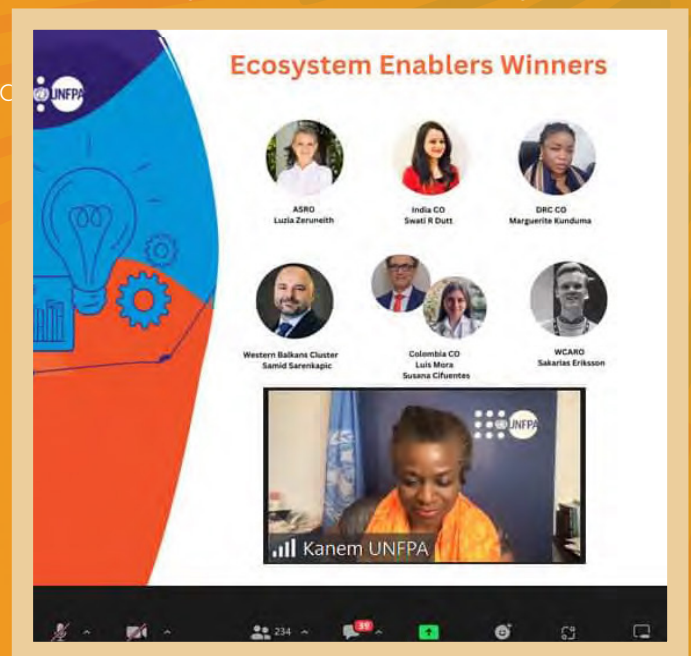 UNFPA
Ecosystem Enablers Winners
ASRO
Luzia Zeruneith
India CO
Swati R Dutt
DRC CO
Marguerite Kunduma
Western Balkans Cluster
Samid Sarenkapic
Colombia CO
Luis Mora
Susana Cifuentes
WCARO
Sakarias Eriksson
UNFPA
Kanem UNFPA
234
39